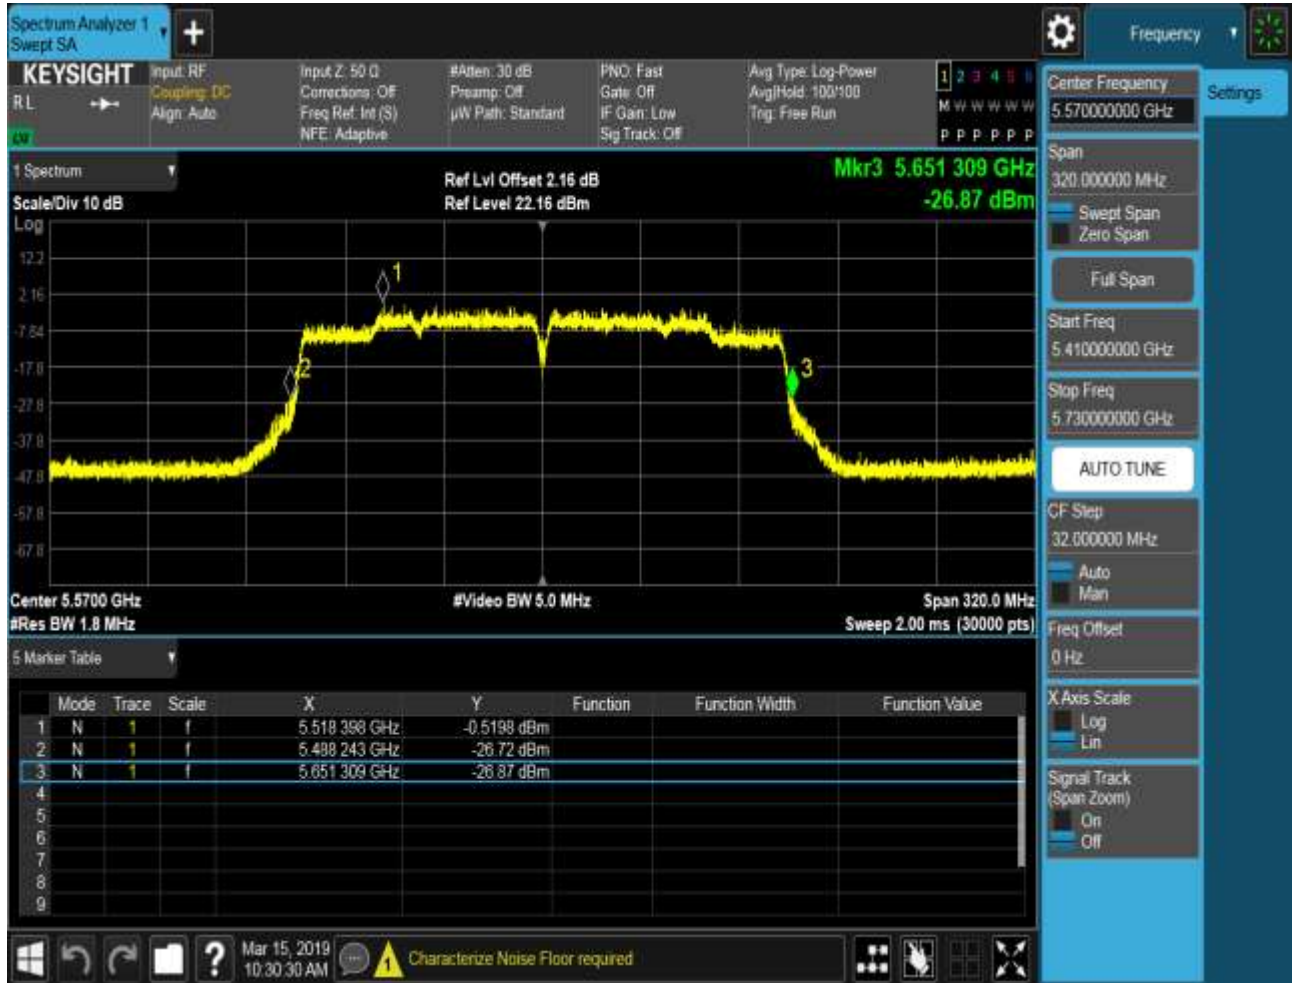 Spectrum Analyzer 1
Swept SA
+
Frequency
KEYSIGHT
RL
Input: RF
Coupling: DC
Align: Auto
Input Z: 50 Ω
Corrections: Off
Freq Ref: Int (S)
NFE: Adaptive
#Atten: 30 dB
Preamp: Off
µW Path: Standard
PNO: Fast
Gate: Off
IF Gain: Low
Sig Track: Off
Avg Type: Log-Power
Avg|Hold: 100/100
Trig: Free Run
1 2 3 4 5 6
M W W W W W
P P P P P P
1 Spectrum
Scale/Div 10 dB
Ref Lvl Offset 2.16 dB
Ref Level 22.16 dBm
Mkr3 5.651 309 GHz
-26.87 dBm
Log
12.2
2.16
-7.84
-17.8
-27.8
-37.8
-47.8
-57.8
-67.8
1
2
3
Center 5.5700 GHz
#Res BW 1.8 MHz
#Video BW 5.0 MHz
Span 320.0 MHz
Sweep 2.00 ms (30000 pts)
5 Marker Table
Mode Trace Scale X Y Function Function Width Function Value
1 N 1 f 5.518 398 GHz -0.5198 dBm
2 N 1 f 5.488 243 GHz -26.72 dBm
3 N 1 f 5.651 309 GHz -26.87 dBm
4
5
6
7
8
9
Mar 15, 2019
10:30:30 AM
?
1
Characterize Noise Floor required
Center Frequency
5.570000000 GHz
Settings
Span
320.000000 MHz
Swept Span
Zero Span
Full Span
Start Freq
5.410000000 GHz
Stop Freq
5.730000000 GHz
AUTO TUNE
CF Step
32.000000 MHz
Auto
Man
Freq Offset
0 Hz
X Axis Scale
Log
Lin
Signal Track
(Span Zoom)
On
Off